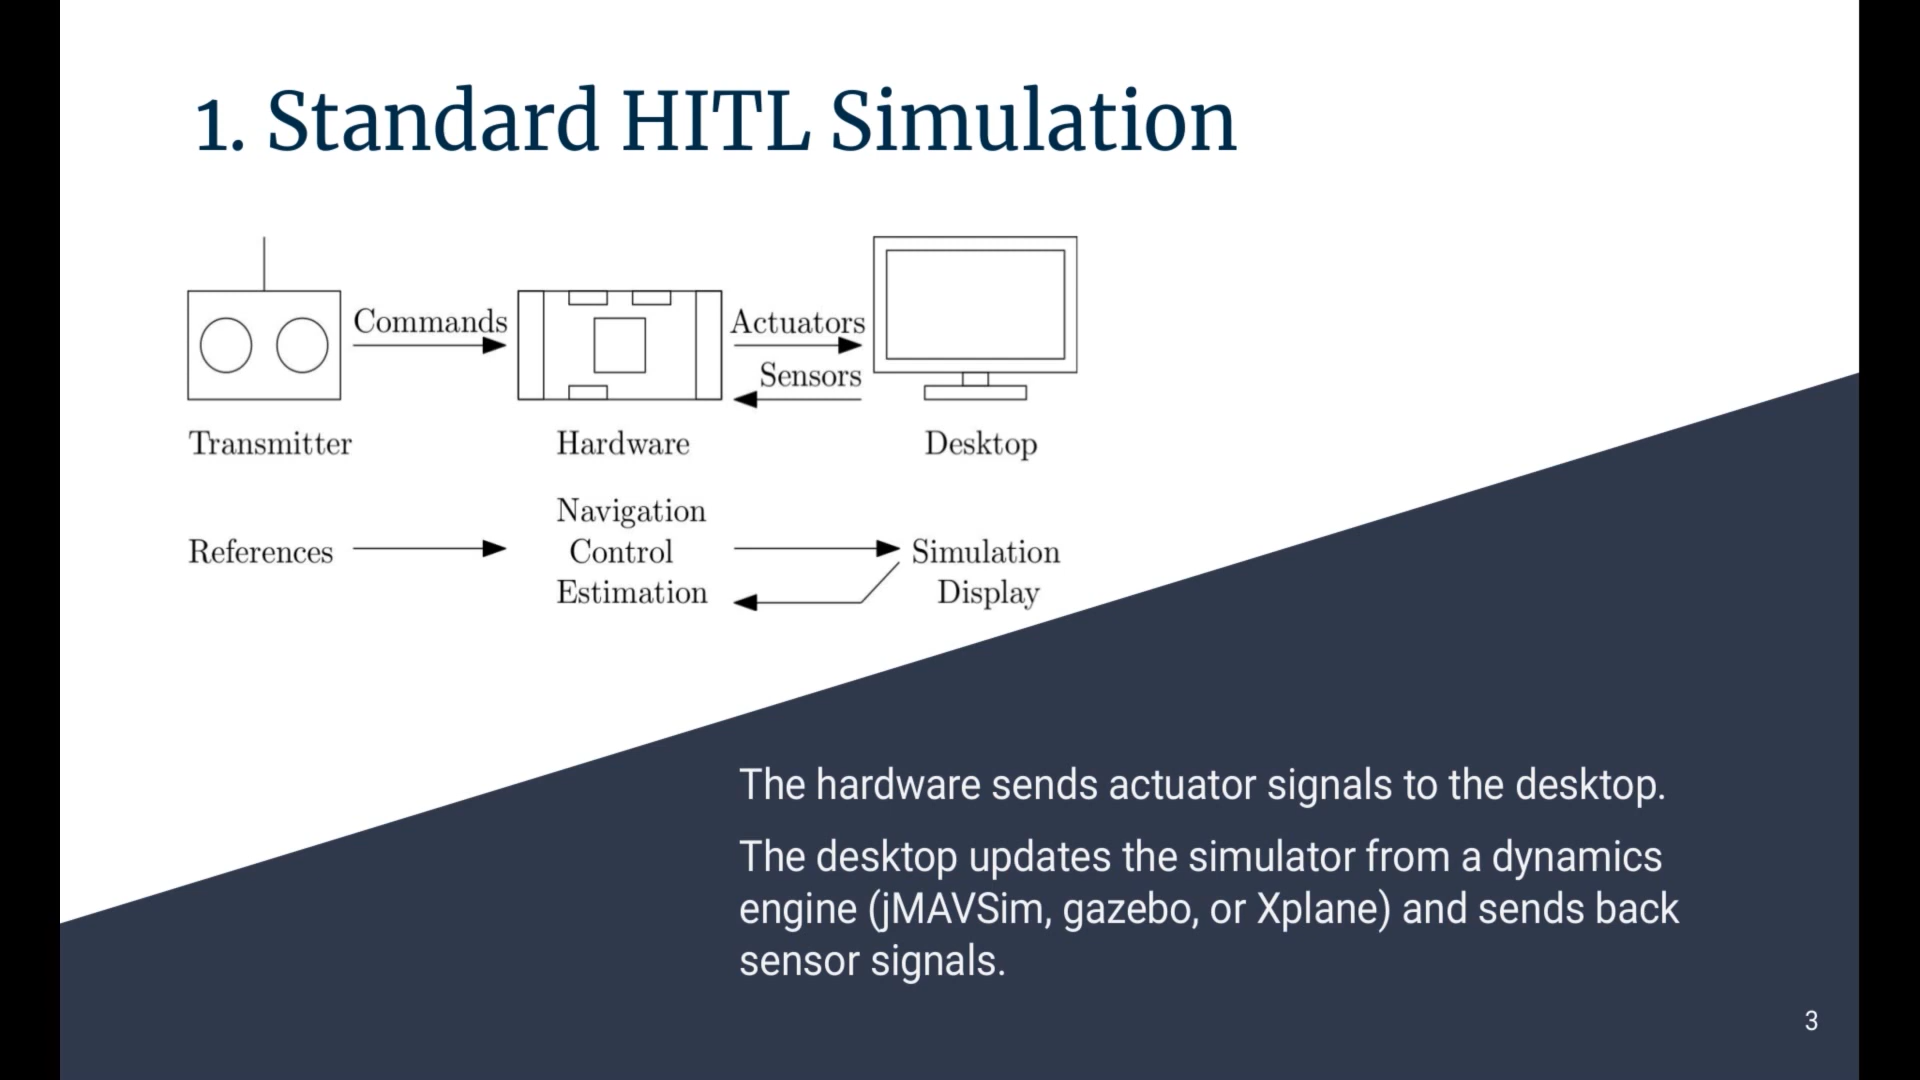 1. Standard HITL Simulation
Commands
Actuators
Sensors
Transmitter
Hardware
Desktop
References
Navigation
Control
Estimation
Simulation
Display
The hardware sends actuator signals to the desktop.
The desktop updates the simulator from a dynamics
engine (jMAVSim, gazebo, or Xplane) and sends back
sensor signals.
3